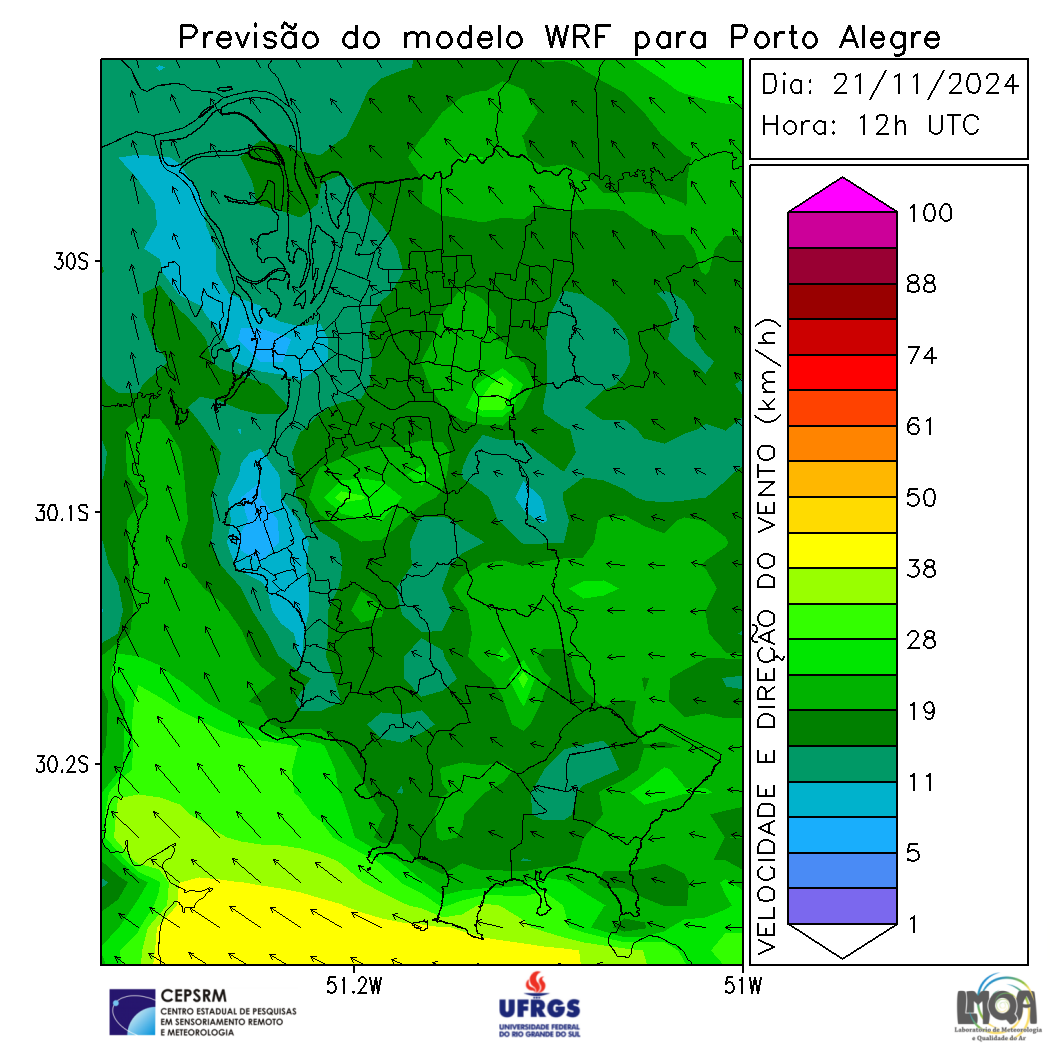 Previsão do modelo WRF para Porto Alegre
Dia: 21/11/2024
Hora: 12h UTC
30S
30.1S
30.2S
51.2W
51W
VELOCIDADE E DIREÇÃO DO VENTO (km/h)
100
88
74
61
50
38
28
19
11
5
1
CEPSRM
CENTRO ESTADUAL DE PESQUISAS
EM SENSORIAMENTO REMOTO
E METEOROLOGIA
UFRGS
UNIVERSIDADE FEDERAL
DO RIO GRANDE DO SUL
LMQA
Laboratório de Meteorologia
e Qualidade do Ar